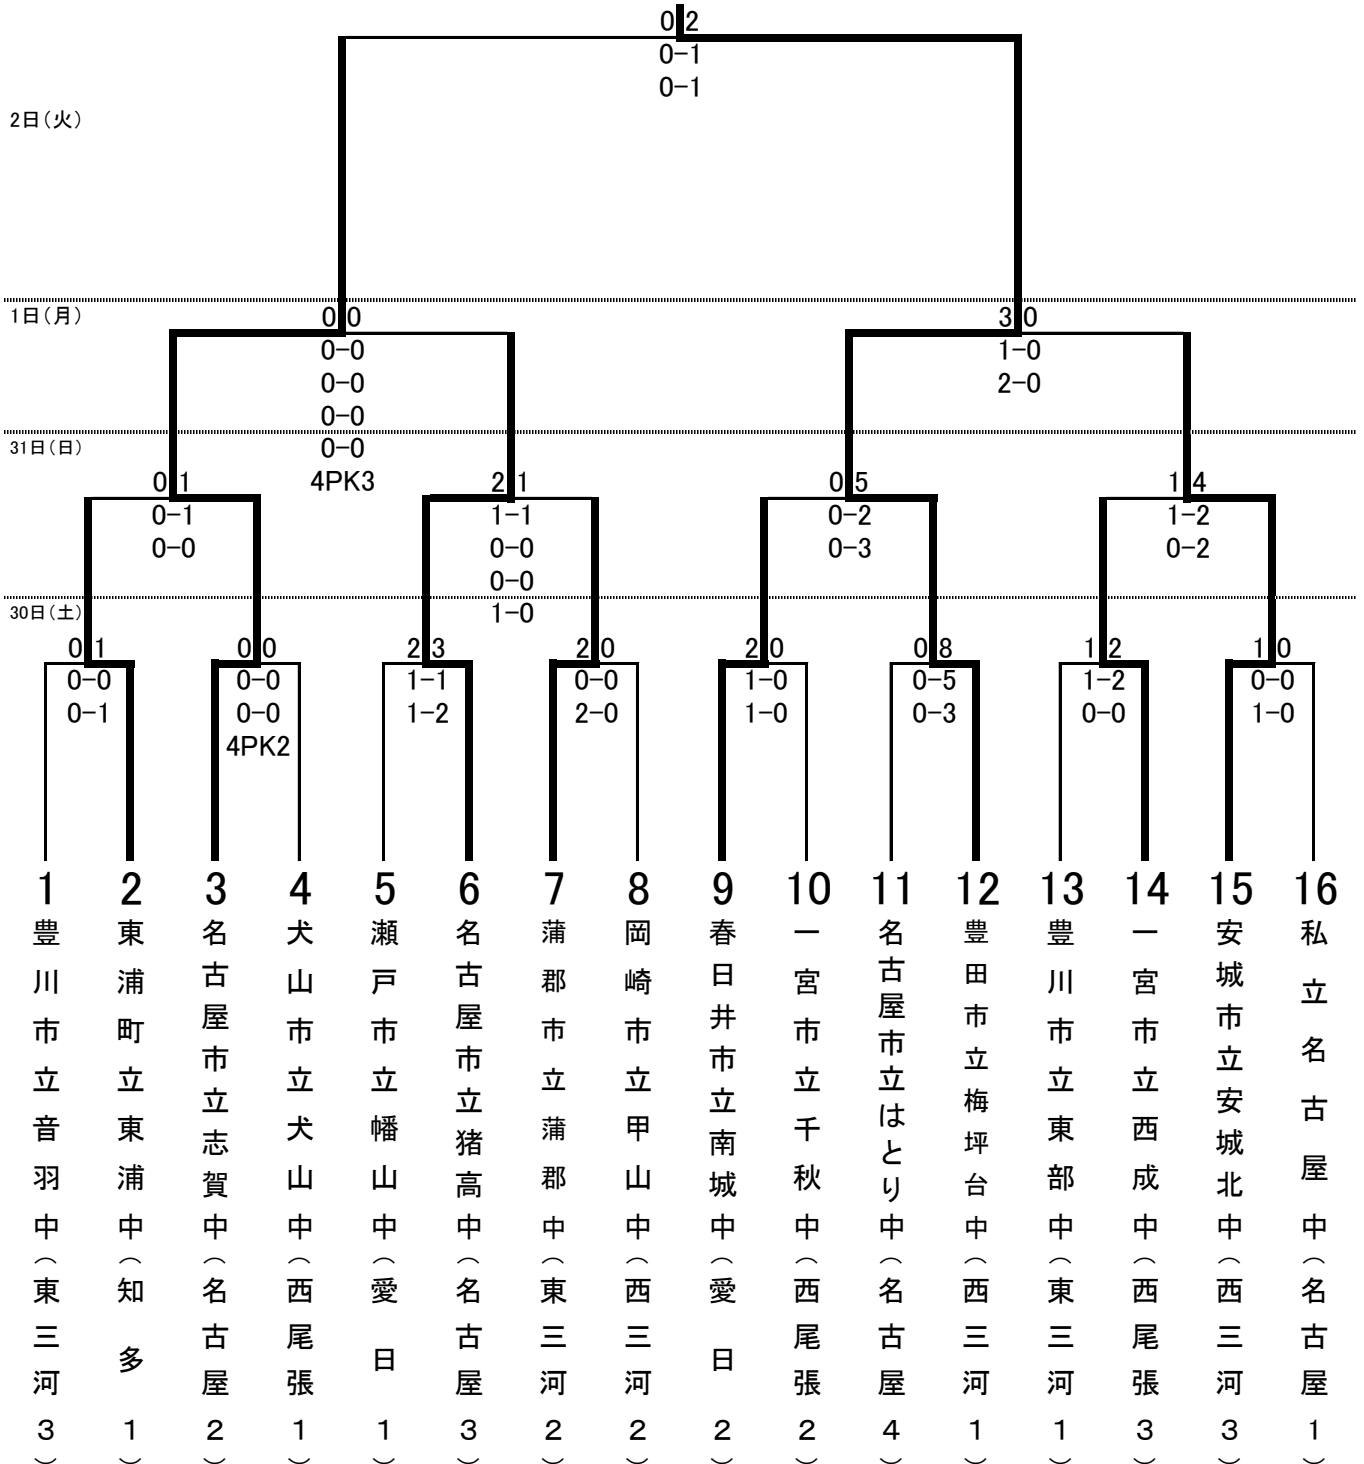 0 2
0-1
0-1
2日(火)
1日(月)
0 0
0-0
0-0
0-0
0-0
4PK3
3 0
1-0
2-0
31日(日)
0 1
0-1
0-0
2 1
1-1
0-0
0-0
1-0
0 5
0-2
0-3
1 4
1-2
0-2
30日(土)
0 1
0-0
0-1
0 0
0-0
0-0
4PK2
2 3
1-1
1-2
2 0
0-0
2-0
2 0
1-0
1-0
0 8
0-5
0-3
1 2
1-2
0-0
1 0
0-0
1-0
1 豊川市立音羽中(東三河3)
2 東浦町立東浦中(知多1)
3 名古屋市立志賀中(名古屋2)
4 犬山市立犬山中(西尾張1)
5 瀬戸市立幡山中(愛日1)
6 名古屋市立猪高中(名古屋3)
7 蒲郡市立蒲郡中(東三河2)
8 岡崎市立甲山中(西三河2)
9 春日井市立南城中(愛日2)
10 一宮市立千秋中(西尾張2)
11 名古屋市立はとり中(名古屋4)
12 豊田市立梅坪台中(西三河1)
13 豊川市立東部中(東三河1)
14 一宮市立西成中(西尾張3)
15 安城市立安城北中(西三河3)
16 私立名古屋中(名古屋1)